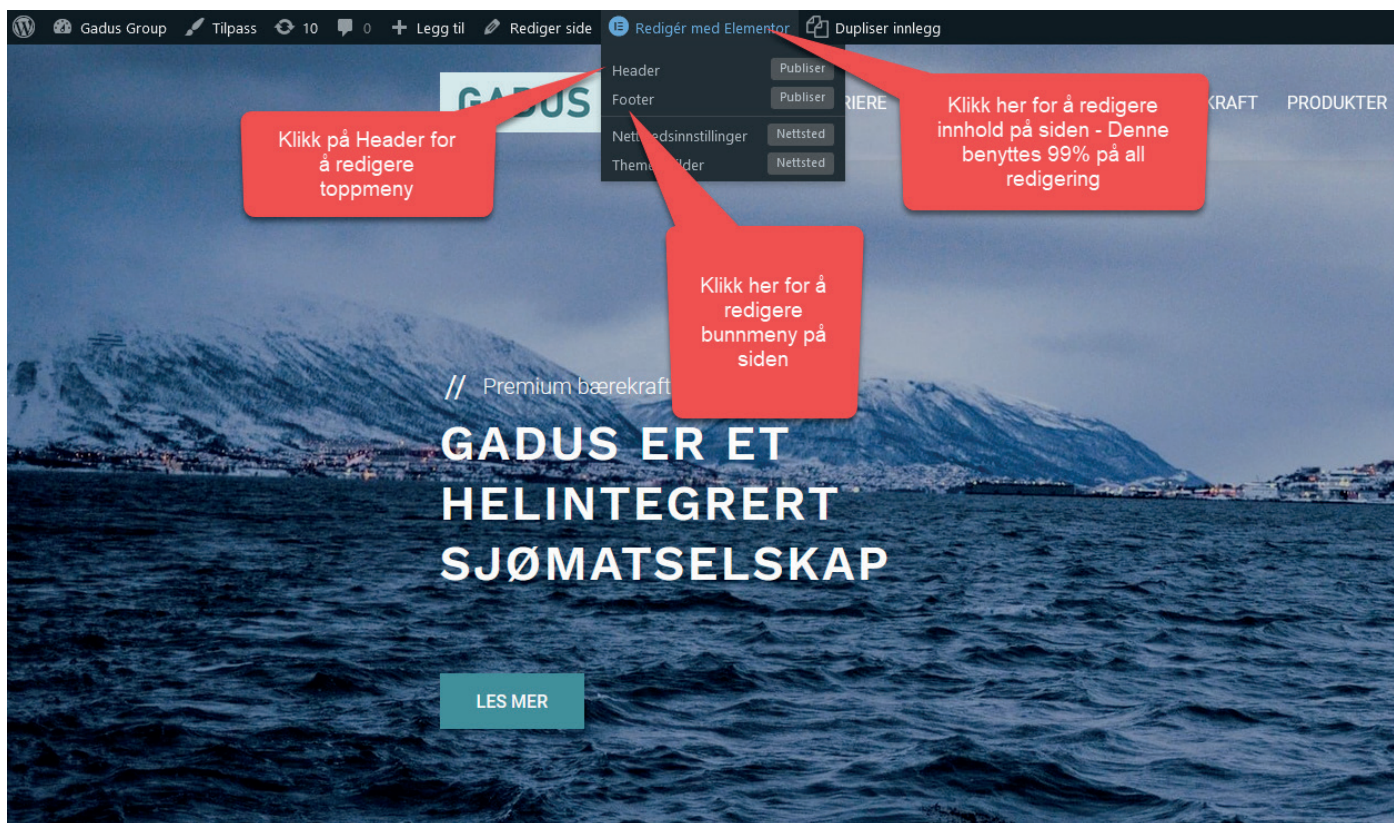 Gadus Group Tilpass 10 0 Legg til Rediger side Redigér med Elementor Dupliser innlegg
Header Publiser
Footer Publiser
Nettstedsinnstillinger Nettsted
Nettsted
GADUS
KRAFT PRODUKTER
Klikk på Header for
å redigere
toppmeny
Klikk her for å redigere
innhold på siden - Denne
benyttes 99% på all
redigering
Klikk her for å
redigere
bunnmeny på
siden
// Premium bærekraft
GADUS ER ET
HELINTEGRERT
SJØMATSELSKAP
LES MER